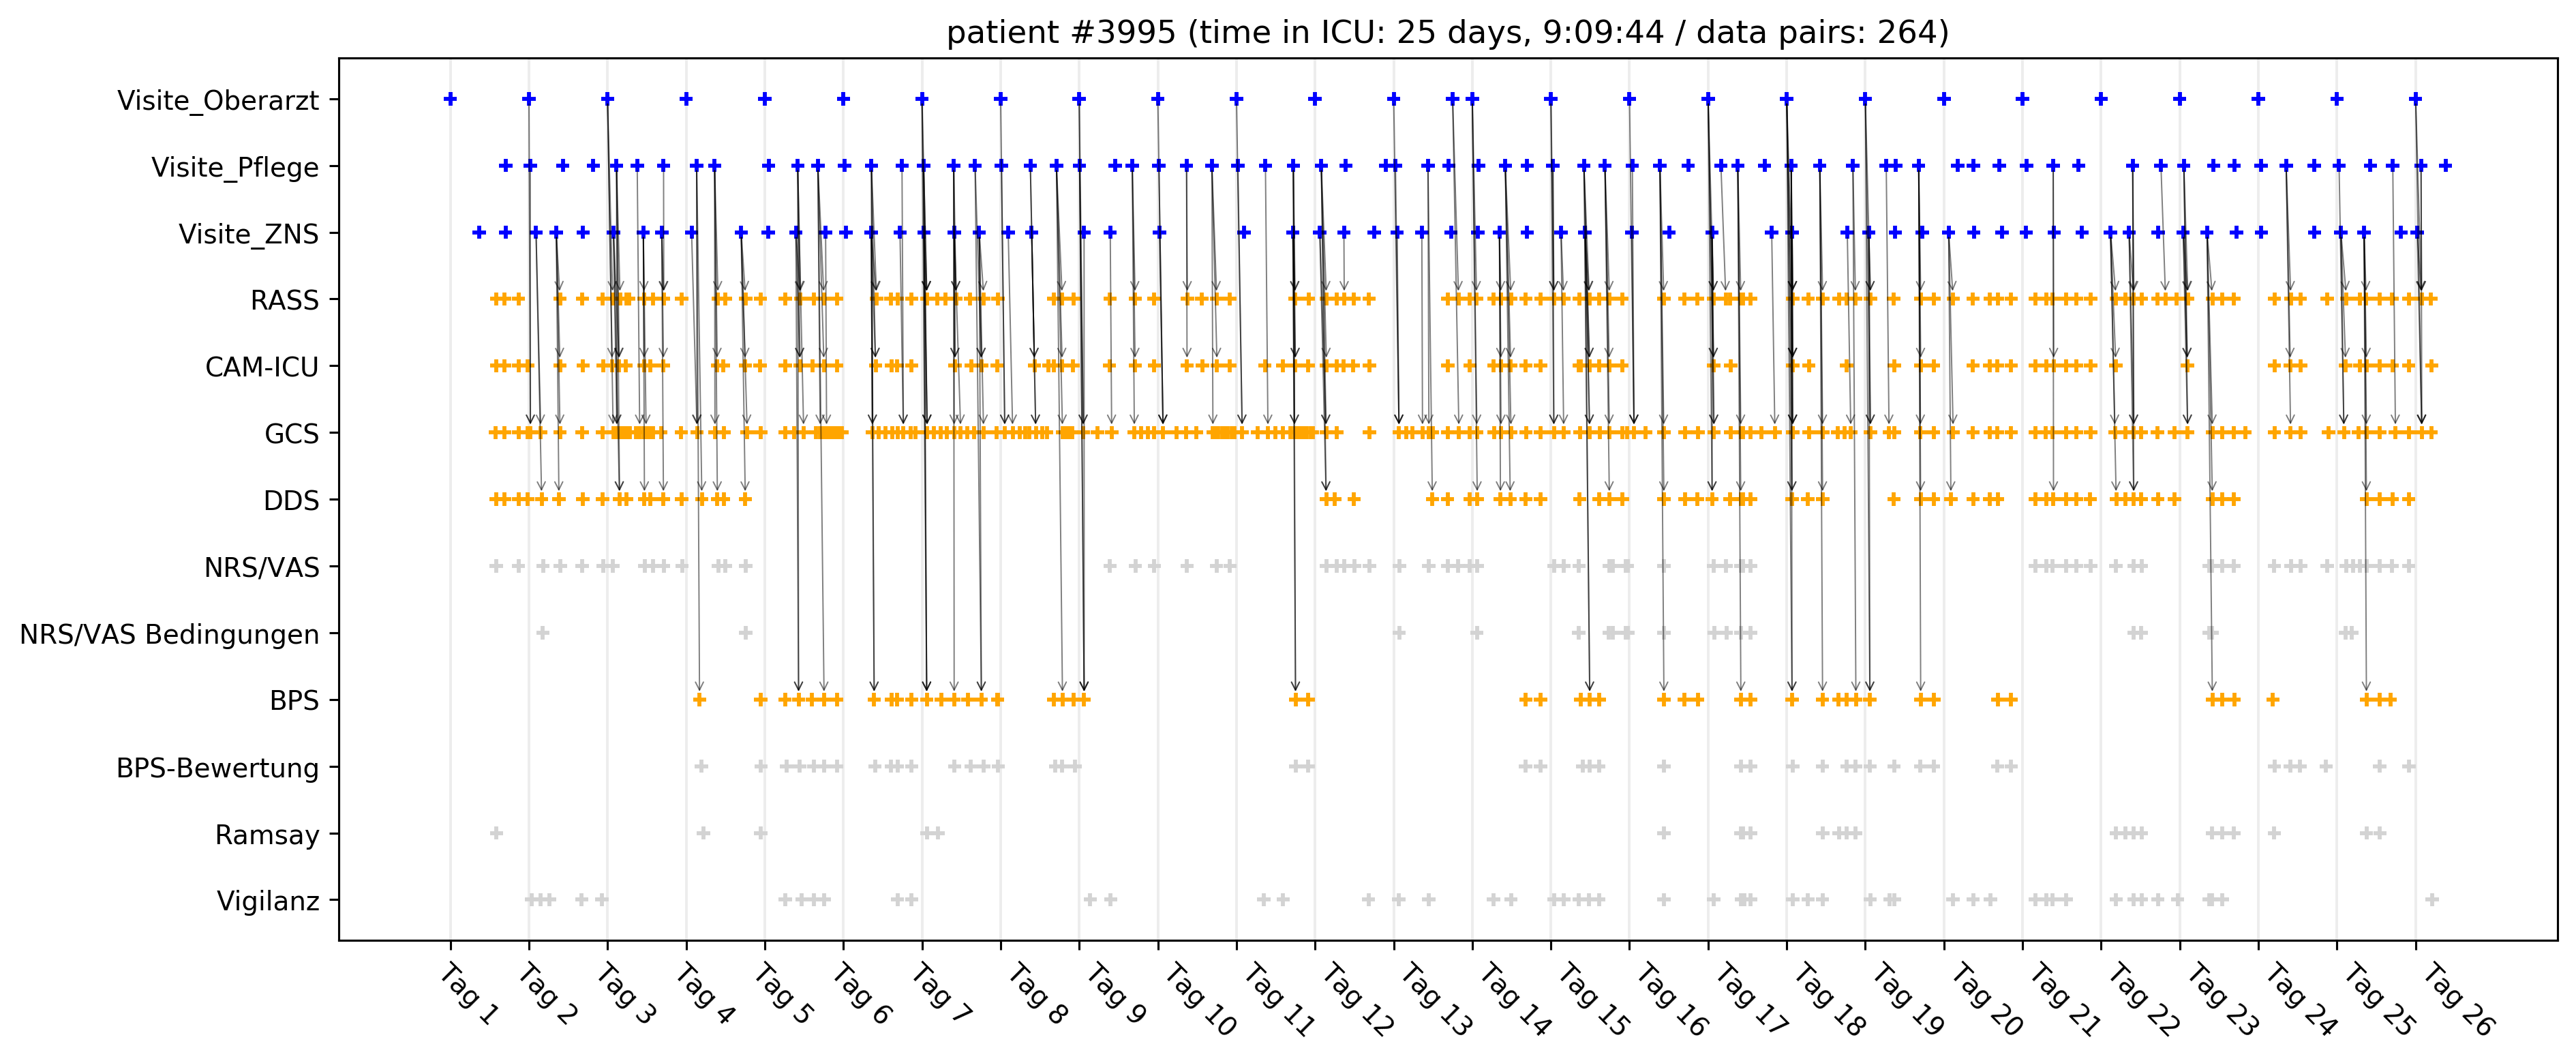 patient #3995 (time in ICU: 25 days, 9:09:44 / data pairs: 264)
Visite_Oberarzt
Visite_Pflege
Visite_ZNS
RASS
CAM-ICU
GCS
DDS
NRS/VAS
NRS/VAS Bedingungen
BPS
BPS-Bewertung
Ramsay
Vigilanz
Tag 1
Tag 2
Tag 3
Tag 4
Tag 5
Tag 6
Tag 7
Tag 8
Tag 9
Tag 10
Tag 11
Tag 12
Tag 13
Tag 14
Tag 15
Tag 16
Tag 17
Tag 18
Tag 19
Tag 20
Tag 21
Tag 22
Tag 23
Tag 24
Tag 25
Tag 26